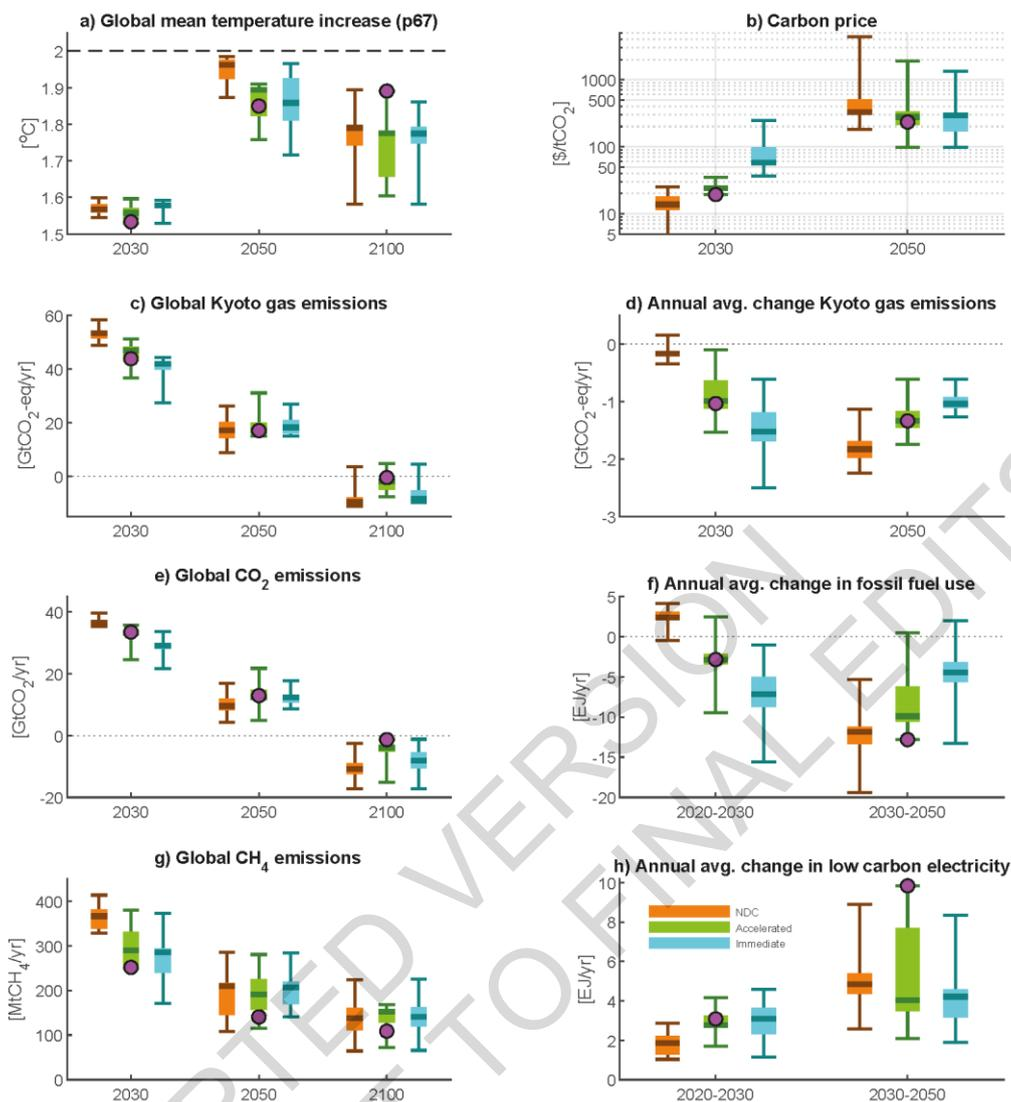 a) Global mean temperature increase (p67)
[°C]
2
1.9
1.8
1.7
1.6
1.5
2030 2050 2100
b) Carbon price
[$/tCO2]
1000
500
100
50
10
5
2030 2050
c) Global Kyoto gas emissions
[GtCO2-eq/yr]
60
40
20
0
2030 2050 2100
d) Annual avg. change Kyoto gas emissions
[GtCO2-eq/yr]
0
-1
-2
-3
2030 2050
e) Global CO2 emissions
[GtCO2/yr]
40
20
0
-20
2030 2050 2100
f) Annual avg. change in fossil fuel use
[EJ/yr]
5
0
-5
-10
-15
-20
2020-2030 2030-2050
g) Global CH4 emissions
[MtCH4/yr]
400
300
200
100
0
2030 2050 2100
h) Annual avg. change in low carbon electricity
[EJ/yr]
10
8
6
4
2
0
NDC
Accelerated
Immediate
2020-2030 2030-2050
VERSION
TO FINAL EDITS